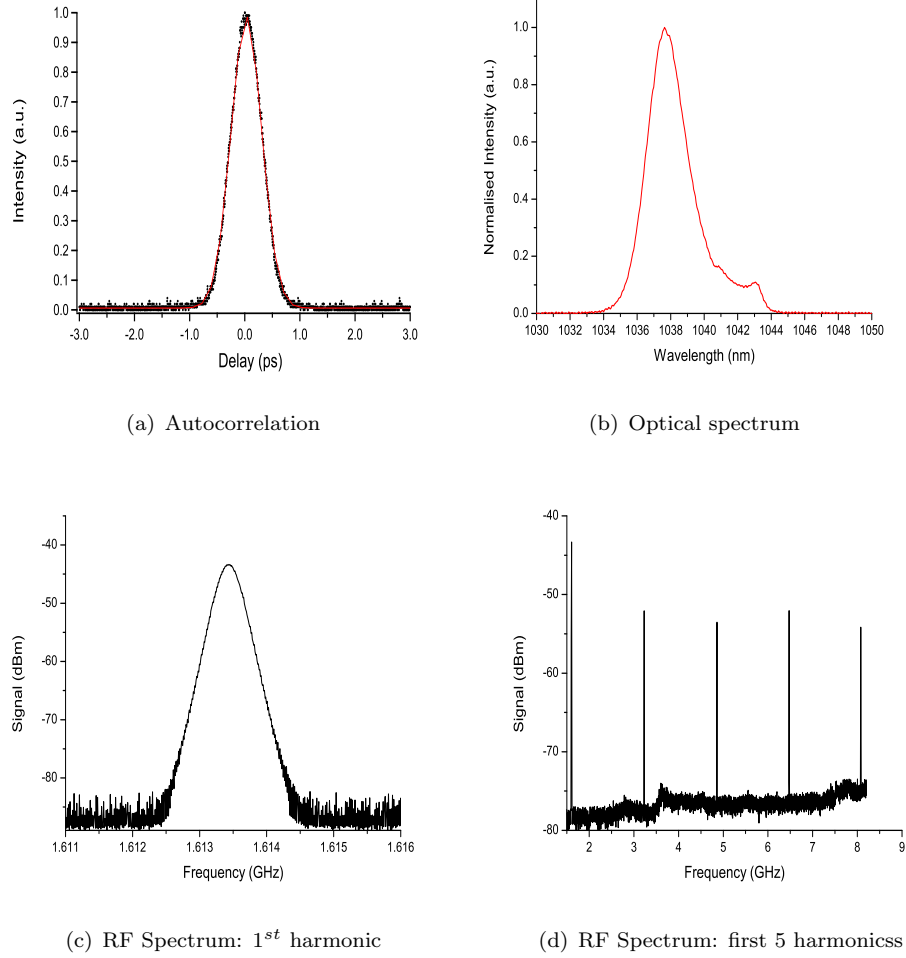 1.0
0.9
0.8
0.7
0.6
0.5
0.4
0.3
0.2
0.1
0.0
Intensity (a.u.)
-3.0 -2.0 -1.0 0.0 1.0 2.0 3.0
Delay (ps)
(a) Autocorrelation
1.0
0.8
0.6
0.4
0.2
0.0
Normalised Intensity (a.u.)
1030 1032 1034 1036 1038 1040 1042 1044 1046 1048 1050
Wavelength (nm)
(b) Optical spectrum
-40
-50
-60
-70
-80
Signal (dBm)
1.611 1.612 1.613 1.614 1.615 1.616
Frequency (GHz)
(c) RF Spectrum: 1st harmonic
-40
-50
-60
-70
-80
Signal (dBm)
2 3 4 5 6 7 8 9
Frequency (GHz)
(d) RF Spectrum: first 5 harmonicss